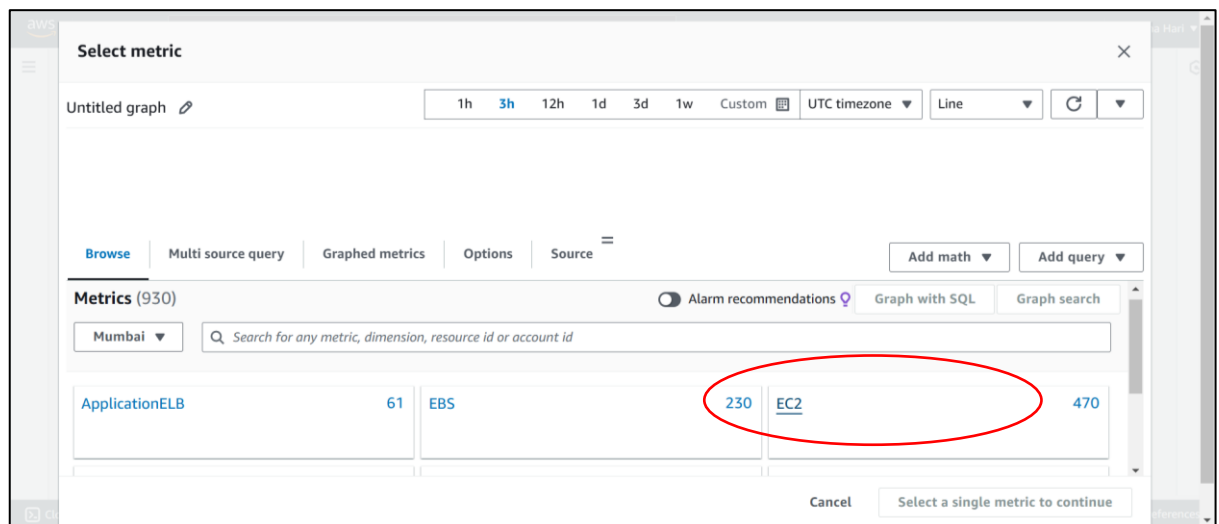 aws
Select metric
Untitled graph
1h 3h 12h 1d 3d 1w Custom UTC timezone Line
Browse Multi source query Graphed metrics Options Source
Add math Add query
Metrics (930)
Alarm recommendations Graph with SQL Graph search
Mumbai Search for any metric, dimension, resource id or account id
ApplicationELB 61 EBS 230 EC2 470
Cancel Select a single metric to continue